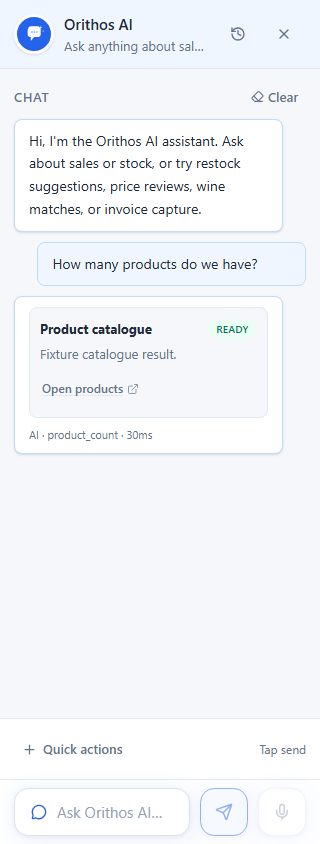 Orithos AI
Ask anything about sal...
CHAT
Clear
Hi, I'm the Orithos AI assistant. Ask
about sales or stock, or try restock
suggestions, price reviews, wine
matches, or invoice capture.
How many products do we have?
Product catalogue
READY
Fixture catalogue result.
Open products
AI · product_count · 30ms
Quick actions
Tap send
Ask Orithos AI...